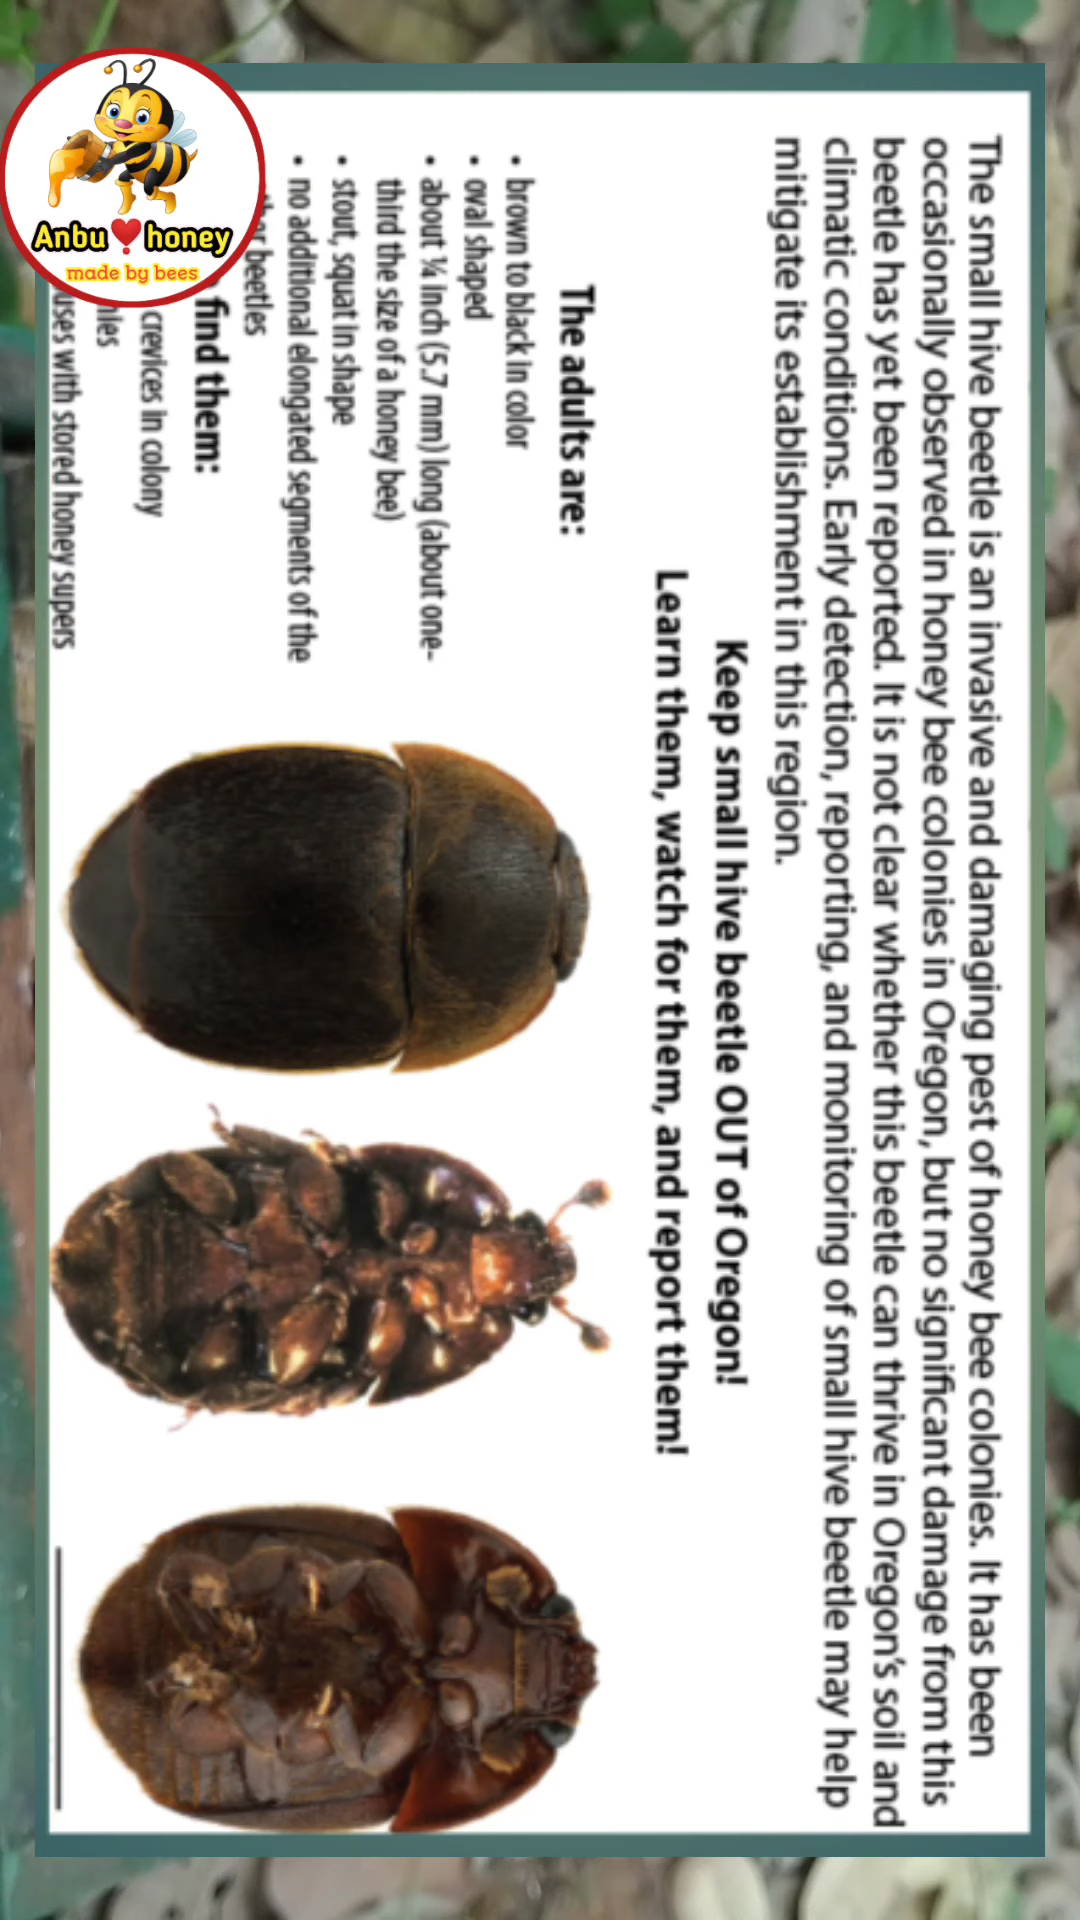 Anbu honey
made by bees
The small hive beetle is an invasive and damaging pest of honey bee colonies. It has been
occasionally observed in honey bee colonies in Oregon, but no significant damage from this
beetle has yet been reported. It is not clear whether this beetle can thrive in Oregon's soil and
climatic conditions. Early detection, reporting, and monitoring of small hive beetle may help
mitigate its establishment in this region.
Keep small hive beetle OUT of Oregon!
Learn them, watch for them, and report them!
The adults are:
• brown to black in color
• oval shaped
• about ¼ inch (5.7 mm) long (about one-
third the size of a honey bee)
• stout, squat in shape
• no additional elongated segments of the
beetles
find them:
crevices in colony
with stored honey supers